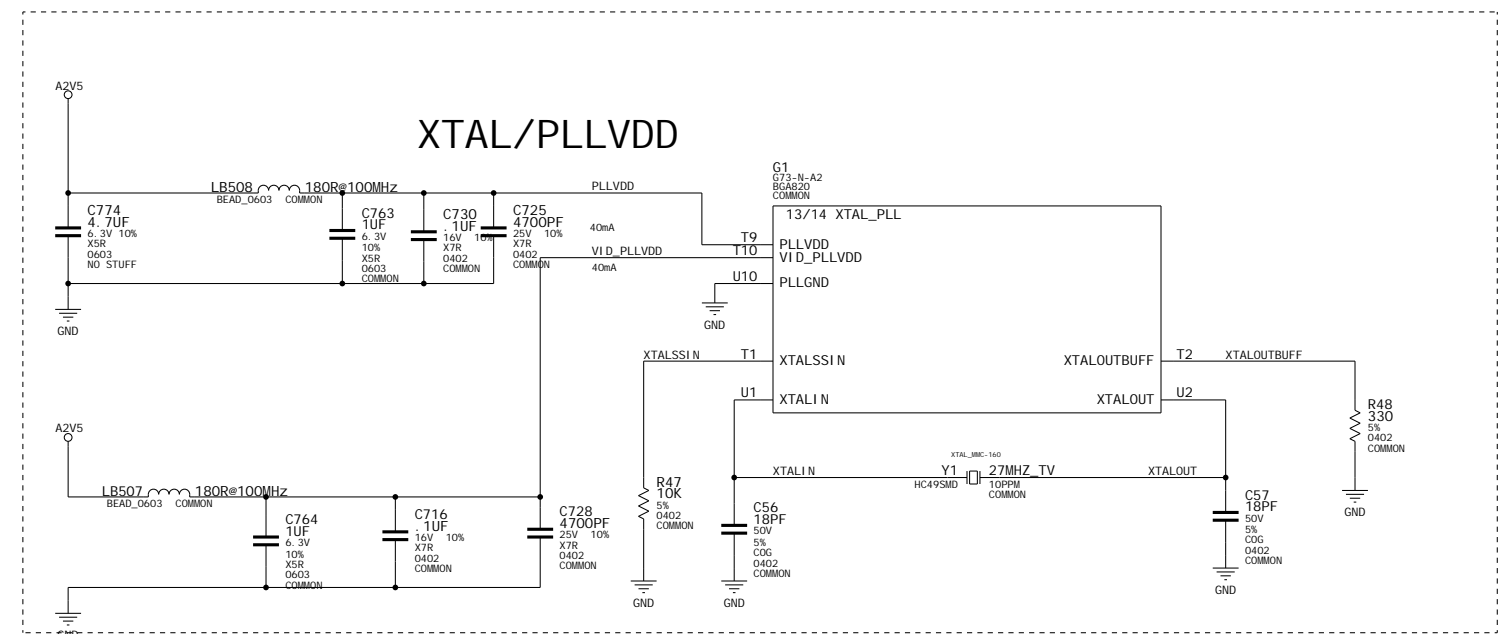 A2V5
XTAL/PLLVDD
LB508 180R@100MHz
BEAD_0603 COMMON
C774
4.7UF
6.3V 10%
X5R
0603
NO STUFF
GND
C763
1UF
6.3V
10%
X5R
0603
COMMON
C730
.1UF
16V 10%
X7R
0402
COMMON
C725
4700PF
25V 10%
X7R
0402
COMMON
PLLVDD
40mA
VID_PLLVDD
40mA
G1
G73-N-A2
BGA820
COMMON
13/14 XTAL_PLL
T9 PLLVDD
T10 VID_PLLVDD
U10 PLLGND
GND
XTALSSIN T1 XTALSSIN
U1 XTALIN
XTALOUTBUFF T2 XTALOUTBUFF
XTALOUT U2
R48
330
5%
0402
COMMON
GND
A2V5
LB507 180R@100MHz
BEAD_0603 COMMON
C764
1UF
6.3V
10%
X5R
0603
COMMON
C716
.1UF
16V 10%
X7R
0402
COMMON
C728
4700PF
25V 10%
X7R
0402
COMMON
GND
R47
10K
5%
0402
COMMON
GND
XTAL_MMC-160
XTALIN Y1 27MHZ_TV XTALOUT
HC49SMD 10PPM
COMMON
C56
18PF
50V
5%
COG
0402
COMMON
GND
C57
18PF
50V
5%
COG
0402
COMMON
GND